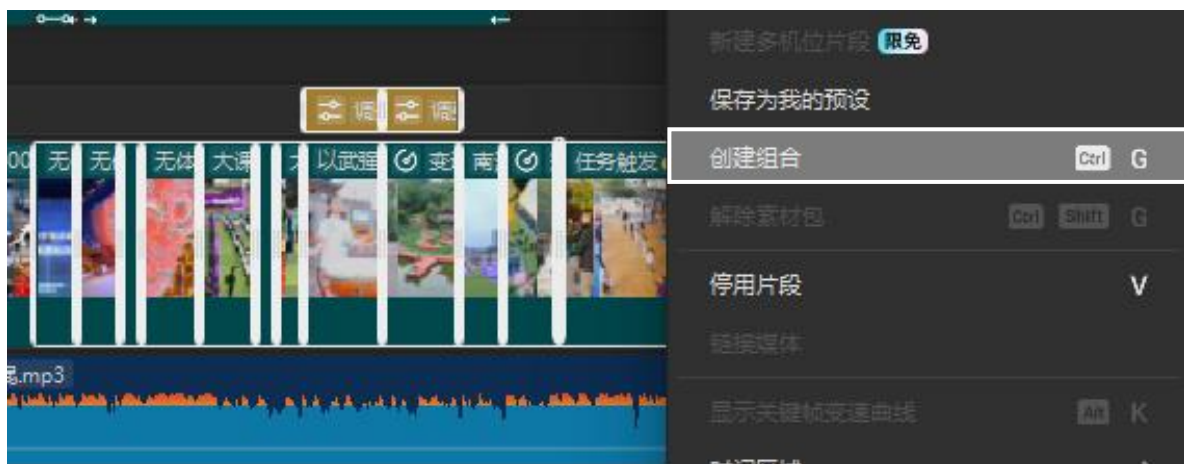 新建多机位片段 限免
保存为我的预设
创建组合 Ctrl G
解除素材包 Ctrl Shift G
停用片段 V
链接媒体
显示关键帧变速曲线 Alt K
调 调
00 无 无 无体 大课 以武强 变 南 任务触发
.mp3